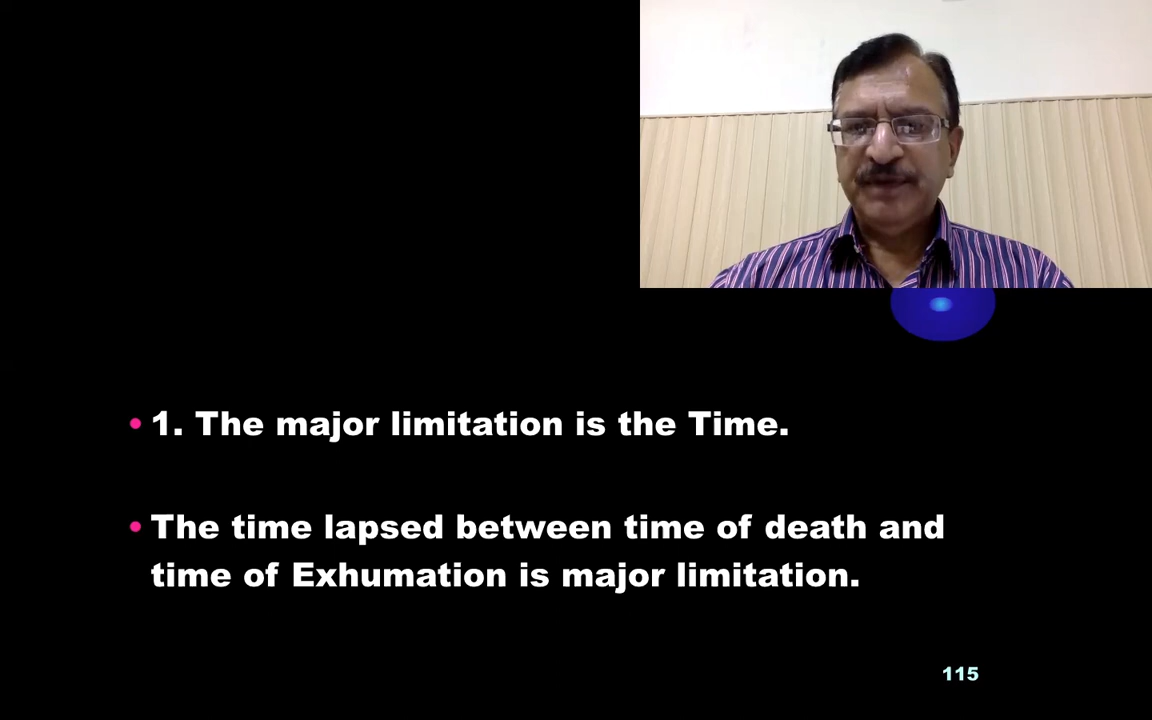 • 1. The major limitation is the Time.
• The time lapsed between time of death and
time of Exhumation is major limitation.
115